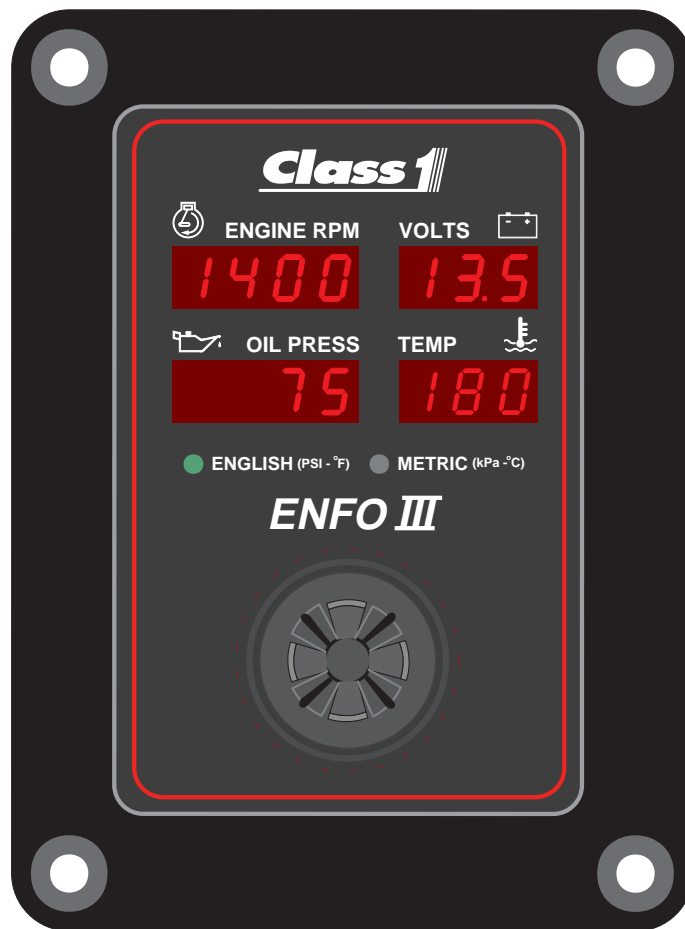 Class 1
ENGINE RPM VOLTS - +
1400 13.5
OIL PRESS TEMP
75 180
ENGLISH (PSI - °F) METRIC (kPa -°C)
ENFO III